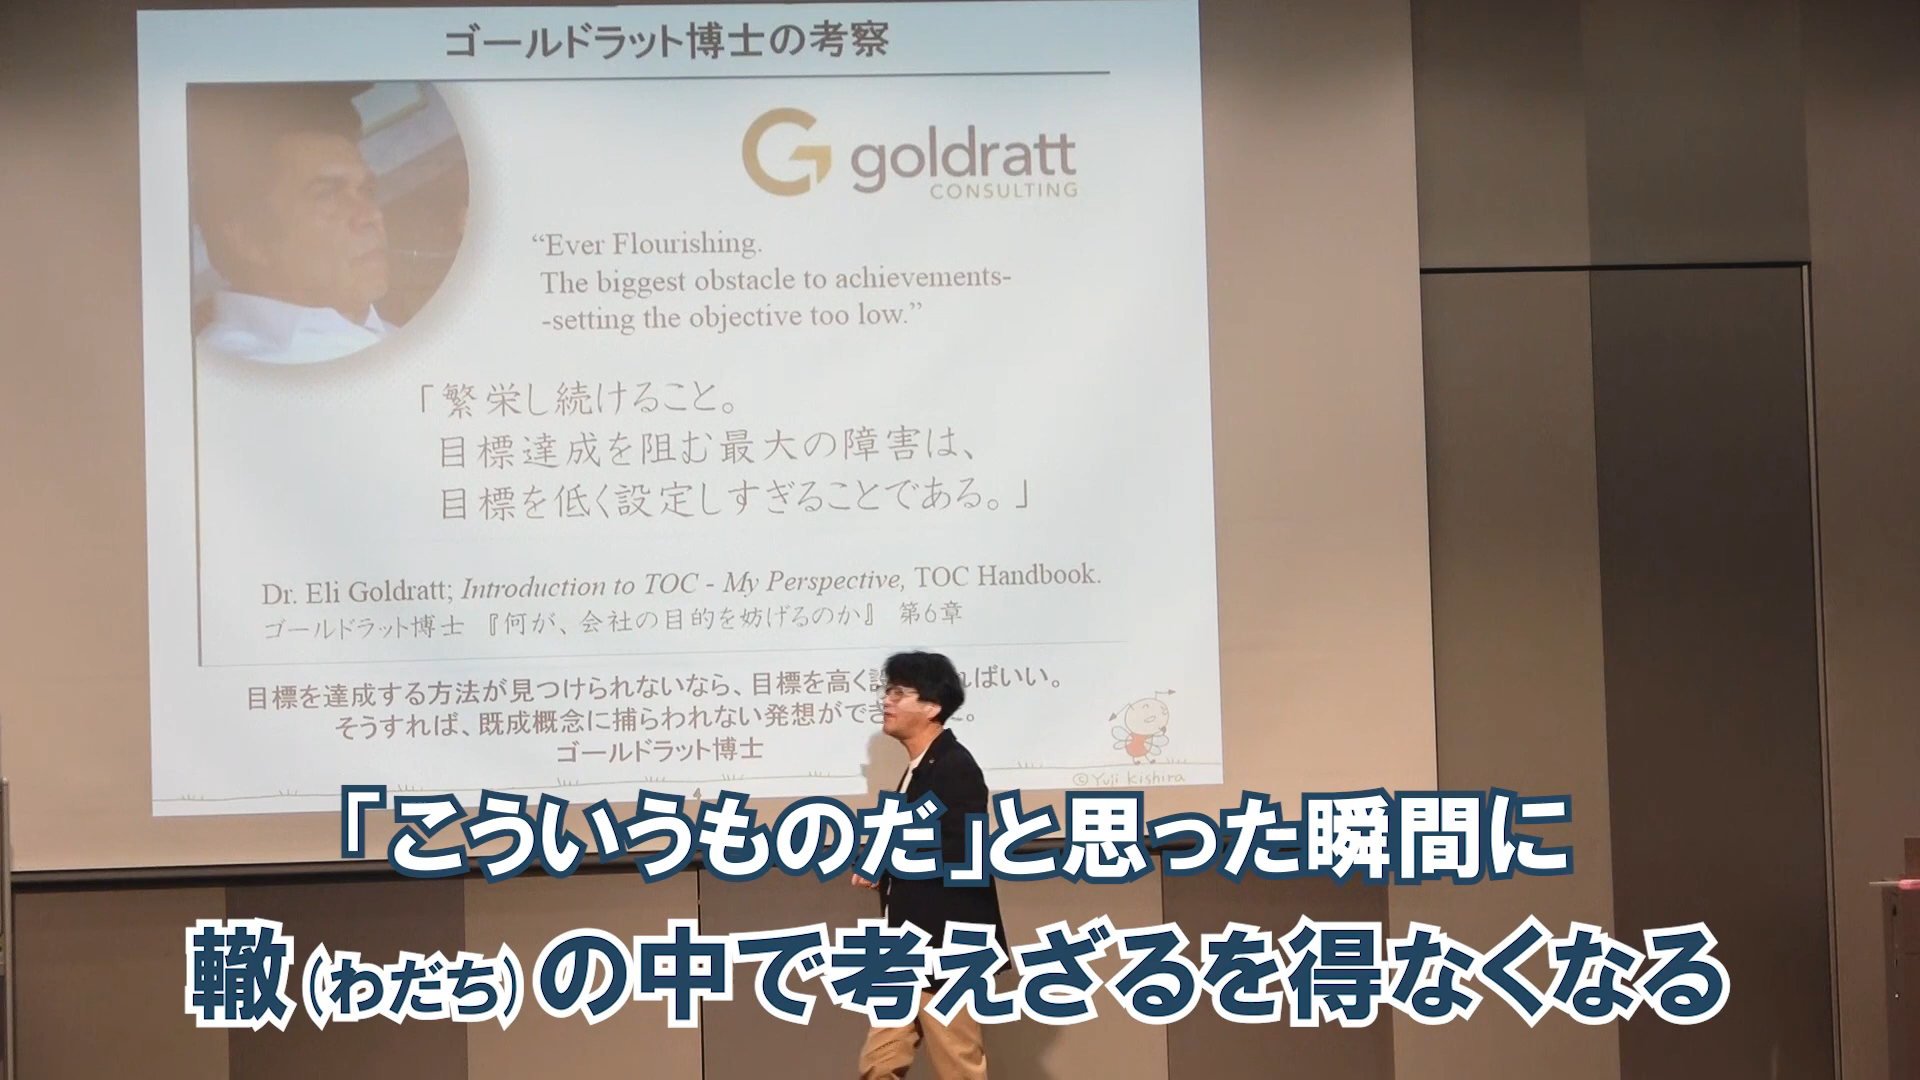 ゴールドラット博士の考察
goldratt
CONSULTING
“Ever Flourishing.
The biggest obstacle to achievements-
-setting the objective too low.”
「繁栄し続けること。
目標達成を阻む最大の障害は、
目標を低く設定しすぎることである。」
Dr. Eli Goldratt; Introduction to TOC - My Perspective, TOC Handbook.
ゴールドラット博士 『何が、会社の目的を妨げるのか』 第6章
目標を達成する方法が見つけられないなら、目標を高く ればいい。
そうすれば、既成概念に捕らわれない発想ができ 。
ゴールドラット博士
©Yuji Kishira
4
「こういうものだ」と思った瞬間に
轍(わだち)の中で考えざるを得なくなる